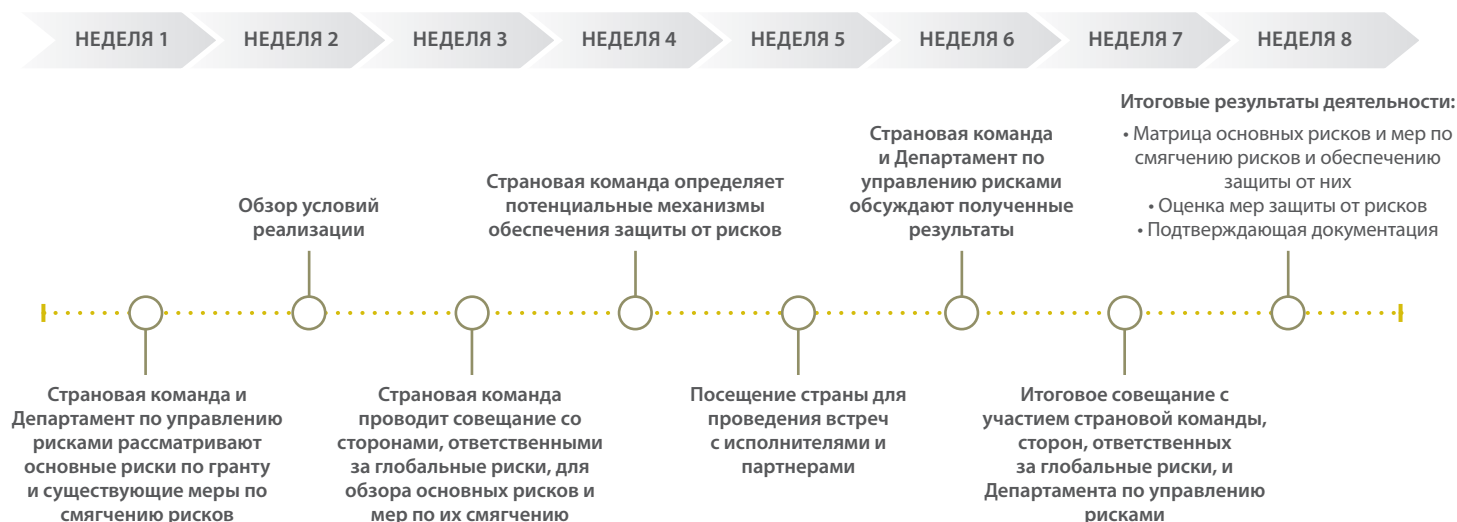 НЕДЕЛЯ 1
НЕДЕЛЯ 2
НЕДЕЛЯ 3
НЕДЕЛЯ 4
НЕДЕЛЯ 5
НЕДЕЛЯ 6
НЕДЕЛЯ 7
НЕДЕЛЯ 8
Страновая команда и
Департамент по управлению
рисками рассматривают
основные риски по гранту
и существующие меры по
смягчению рисков
Обзор условий
реализации
Страновая команда
проводит совещание со
сторонами, ответственными
за глобальные риски, для
обзора основных рисков и
мер по их смягчению
Страновая команда определяет
потенциальные механизмы
обеспечения защиты от рисков
Посещение страны для
проведения встреч
с исполнителями и
партнерами
Страновая команда
и Департамент по
управлению рисками
обсуждают полученные
результаты
Итоговое совещание с
участием страновой команды,
сторон, ответственных
за глобальные риски, и
Департамента по управлению
рисками
Итоговые результаты деятельности:
• Матрица основных рисков и мер по
смягчению рисков и обеспечению
защиты от них
• Оценка мер защиты от рисков
• Подтверждающая документация